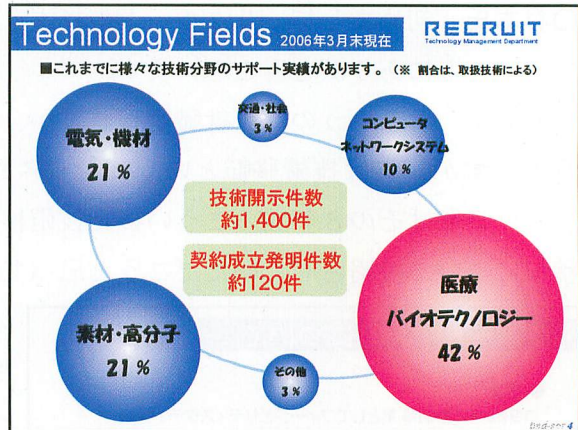 Technology Fields 2006年3月末現在
RECRUIT
Technology Management Department
■これまでに様々な技術分野のサポート実績があります。（※ 割合は、取扱技術による）
交通・社会
3 %
コンピュータ
ネットワークシステム
10 %
電気・機材
21 %
技術開示件数
約1,400件
契約成立発明件数
約120件
医療
バイオテクノロジー
42 %
素材・高分子
21 %
その他
3 %
4